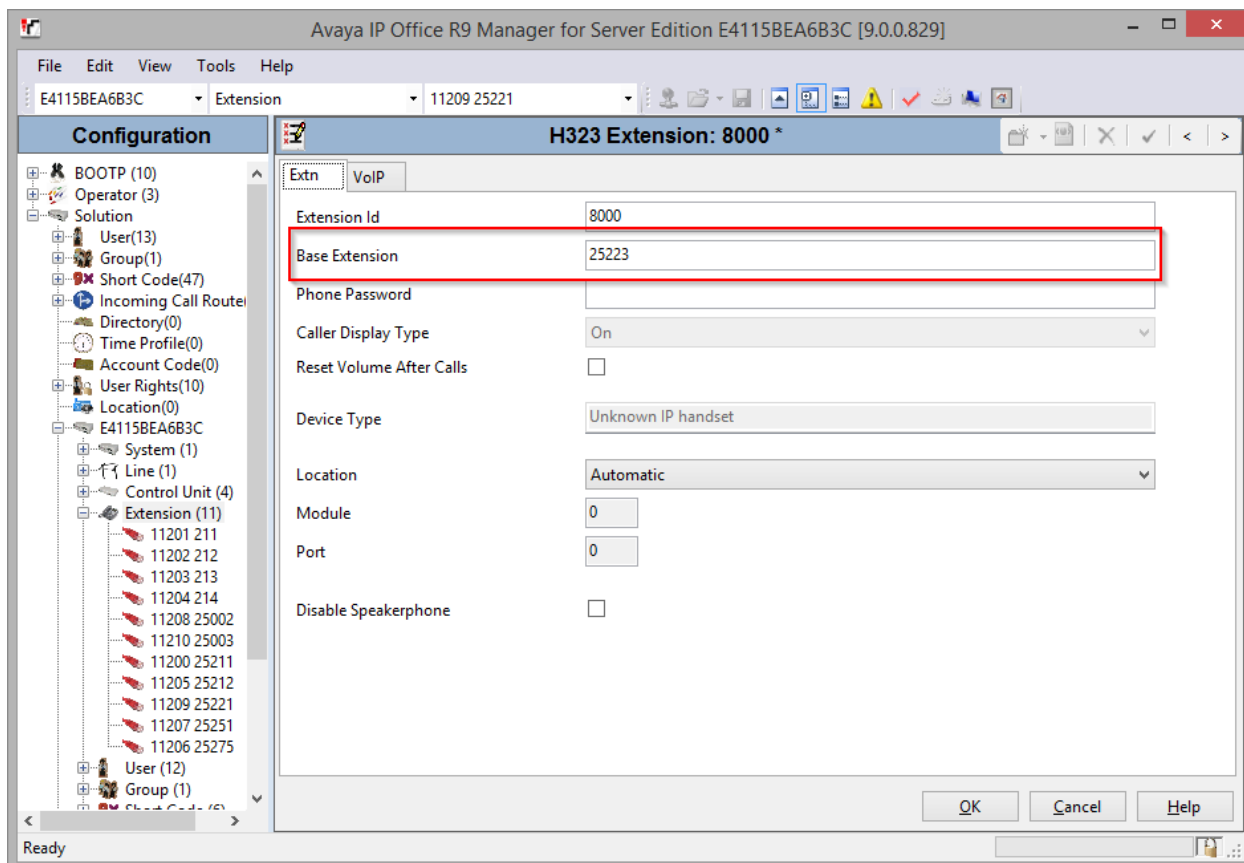 Avaya IP Office R9 Manager for Server Edition E4115BEA6B3C [9.0.0.829]
File Edit View Tools Help
E4115BEA6B3C Extension 11209 25221
Configuration
BOOTP (10)
Operator (3)
Solution
User(13)
Group(1)
Short Code(47)
Incoming Call Route(
Directory(0)
Time Profile(0)
Account Code(0)
User Rights(10)
Location(0)
E4115BEA6B3C
System (1)
Line (1)
Control Unit (4)
Extension (11)
11201 211
11202 212
11203 213
11204 214
11208 25002
11210 25003
11200 25211
11205 25212
11209 25221
11207 25251
11206 25275
User (12)
Group (1)
Short Code (6)
H323 Extension: 8000 *
Extn VoIP
Extension Id 8000
Base Extension 25223
Phone Password
Caller Display Type On
Reset Volume After Calls
Device Type Unknown IP handset
Location Automatic
Module 0
Port 0
Disable Speakerphone
OK Cancel Help
Ready